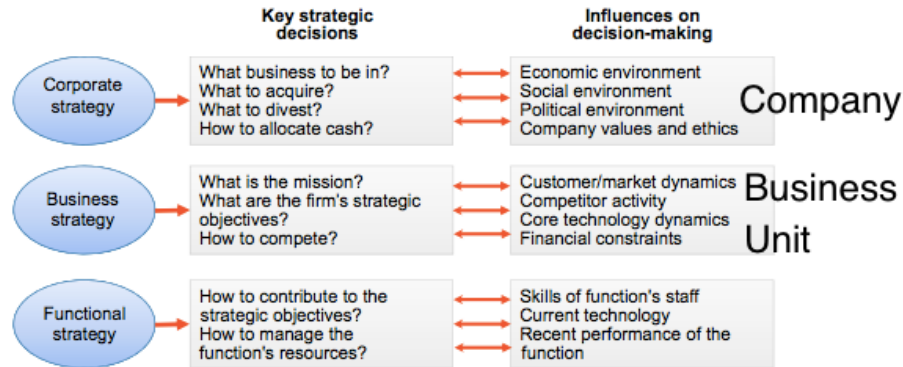 Key strategic
decisions
Influences on
decision-making
Corporate
strategy
What business to be in?
What to acquire?
What to divest?
How to allocate cash?
Economic environment
Social environment
Political environment
Company values and ethics
Company
Business
strategy
What is the mission?
What are the firm's strategic
objectives?
How to compete?
Customer/market dynamics
Competitor activity
Core technology dynamics
Financial constraints
Business
Unit
Functional
strategy
How to contribute to the
strategic objectives?
How to manage the
function's resources?
Skills of function's staff
Current technology
Recent performance of the
function